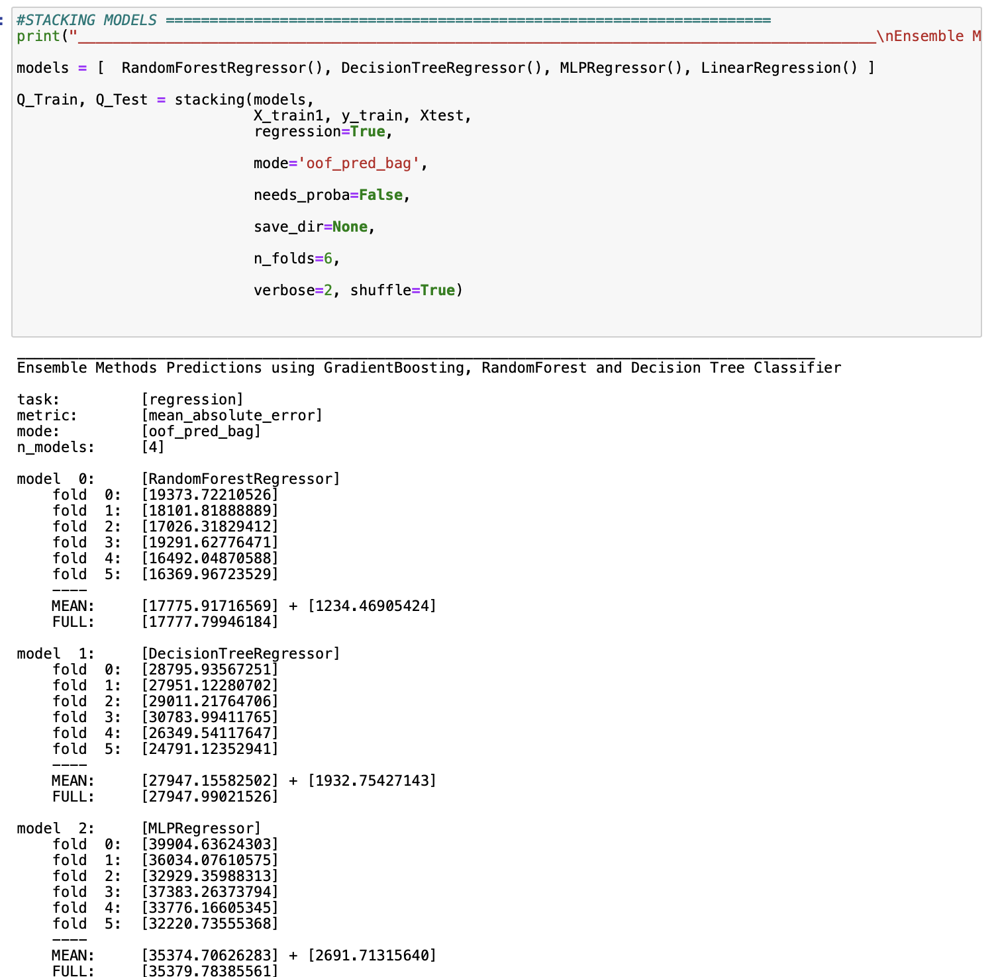 :
#STACKING MODELS =====================================================================
print("___________________________________________________________________________________________\nEnsemble M
models = [  RandomForestRegressor(), DecisionTreeRegressor(), MLPRegressor(), LinearRegression() ]
Q_Train, Q_Test = stacking(models,
X_train1, y_train, Xtest,
regression=True,
mode='oof_pred_bag',
needs_proba=False,
save_dir=None,
n_folds=6,
verbose=2, shuffle=True)
___________________________________________________________________________________________
Ensemble Methods Predictions using GradientBoosting, RandomForest and Decision Tree Classifier
task:         [regression]
metric:       [mean_absolute_error]
mode:         [oof_pred_bag]
n_models:     [4]
model  0:     [RandomForestRegressor]
fold  0:  [19373.72210526]
fold  1:  [18101.81888889]
fold  2:  [17026.31829412]
fold  3:  [19291.62776471]
fold  4:  [16492.04870588]
fold  5:  [16369.96723529]
----
MEAN:     [17775.91716569] + [1234.46905424]
FULL:     [17777.79946184]
model  1:     [DecisionTreeRegressor]
fold  0:  [28795.93567251]
fold  1:  [27951.12280702]
fold  2:  [29011.21764706]
fold  3:  [30783.99411765]
fold  4:  [26349.54117647]
fold  5:  [24791.12352941]
----
MEAN:     [27947.15582502] + [1932.75427143]
FULL:     [27947.99021526]
model  2:     [MLPRegressor]
fold  0:  [39904.63624303]
fold  1:  [36034.07610575]
fold  2:  [32929.35988313]
fold  3:  [37383.26373794]
fold  4:  [33776.16605345]
fold  5:  [32220.73555368]
----
MEAN:     [35374.70626283] + [2691.71315640]
FULL:     [35379.78385561]